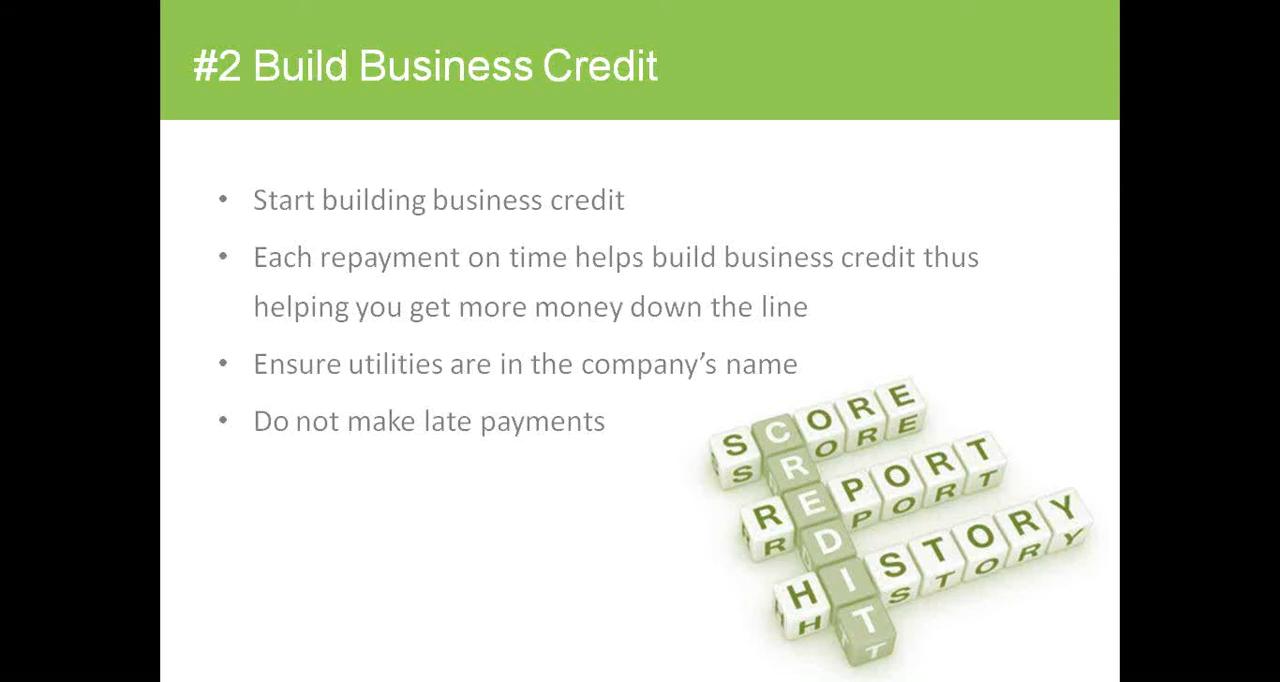 #2 Build Business Credit
• Start building business credit
• Each repayment on time helps build business credit thus
helping you get more money down the line
• Ensure utilities are in the company’s name
• Do not make late payments
SCORE
REPORT
HISTORY
CREDIT